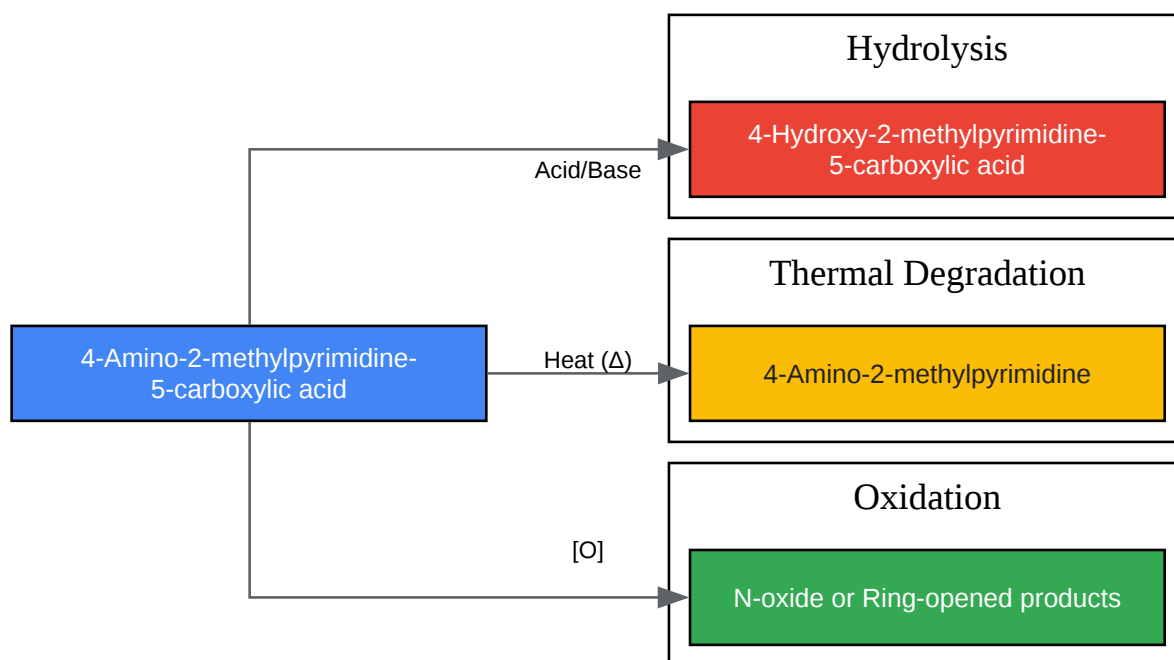 Hydrolysis
4-Hydroxy-2-methylpyrimidine-
5-carboxylic acid
Acid/Base
Thermal Degradation
4-Amino-2-methylpyrimidine-
5-carboxylic acid
Heat (Δ)
4-Amino-2-methylpyrimidine
Oxidation
[O]
N-oxide or Ring-opened products